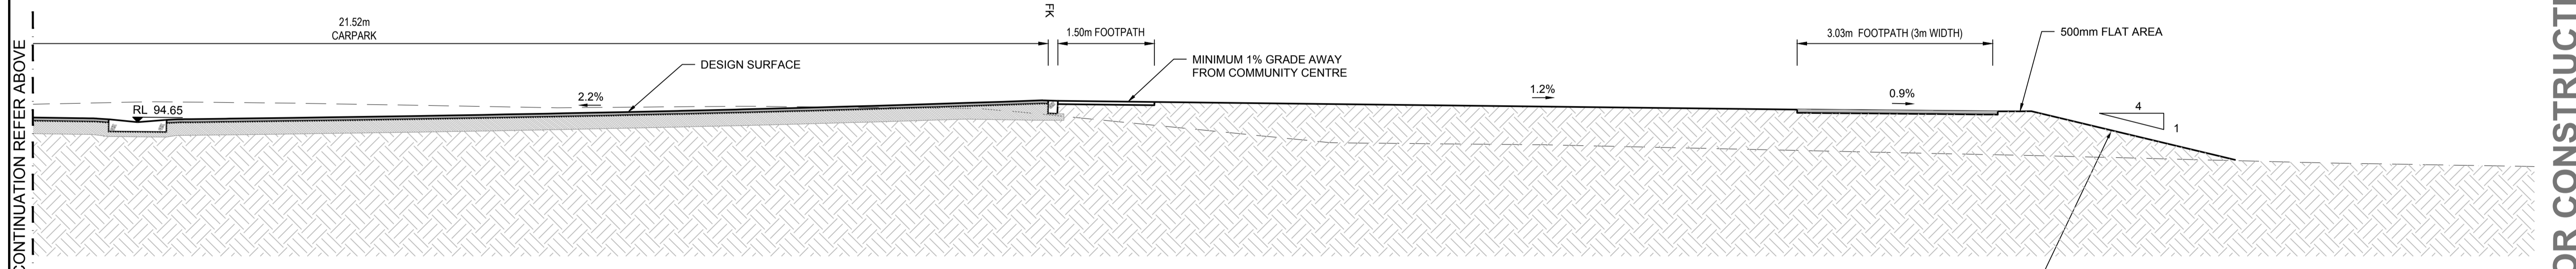 CONTINUATION REFER ABOVE
21.52m
CARPARK
FK
1.50m FOOTPATH
3.03m FOOTPATH (3m WIDTH)
500mm FLAT AREA
DESIGN SURFACE
MINIMUM 1% GRADE AWAY
FROM COMMUNITY CENTRE
RL 94.65
2.2%
1.2%
0.9%
4
1
OR CONSTRUCTI